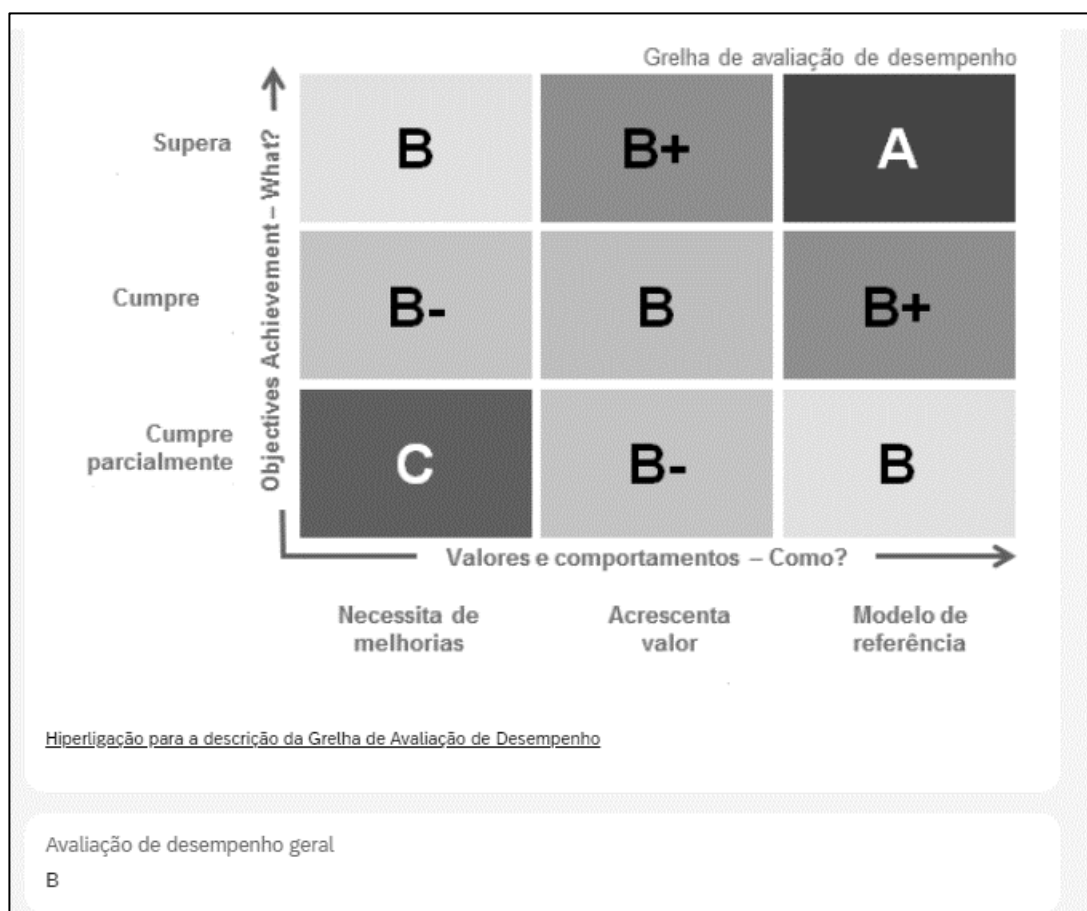 Grelha de avaliação de desempenho
Objectives Achievement – What?
Supera
B
B+
A
Cumpre
B-
B
B+
Cumpre
parcialmente
C
B-
B
Valores e comportamentos – Como?
Necessita de
melhorias
Acrescenta
valor
Modelo de
referência
Hiperligação para a descrição da Grelha de Avaliação de Desempenho
Avaliação de desempenho geral
B